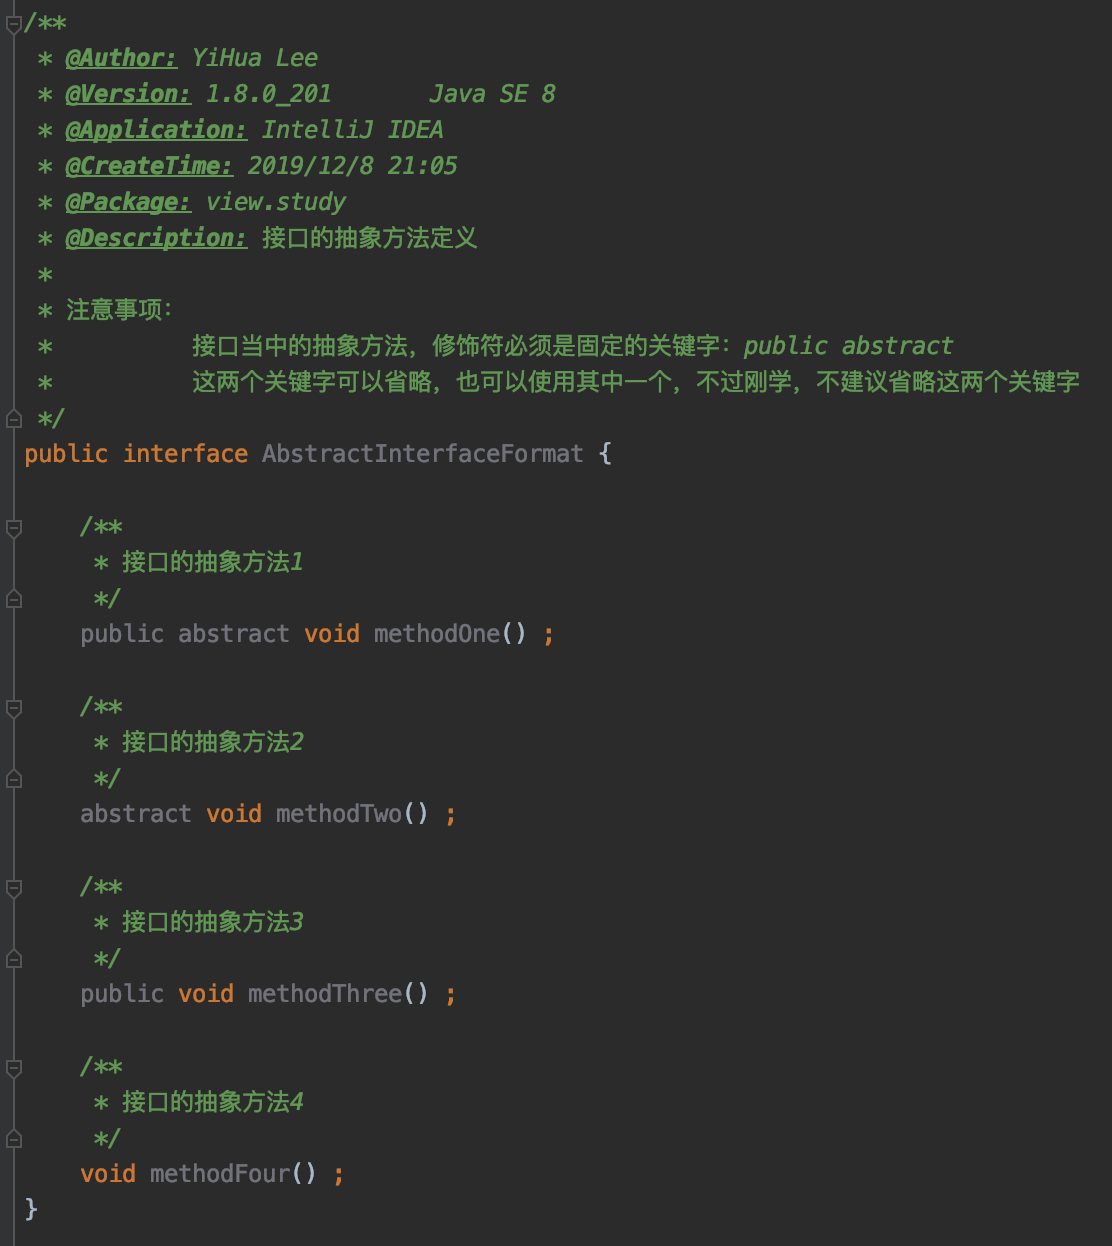 /**
 * @Author: YiHua Lee
 * @Version: 1.8.0_201       Java SE 8
 * @Application: IntelliJ IDEA
 * @CreateTime: 2019/12/8 21:05
 * @Package: view.study
 * @Description: 接口的抽象方法定义
 *
 * 注意事项：
 *          接口当中的抽象方法，修饰符必须是固定的关键字：public abstract
 *          这两个关键字可以省略，也可以使用其中一个，不过刚学，不建议省略这两个关键字
 */
public interface AbstractInterfaceFormat {

    /**
     * 接口的抽象方法1
     */
    public abstract void methodOne() ;

    /**
     * 接口的抽象方法2
     */
    abstract void methodTwo() ;

    /**
     * 接口的抽象方法3
     */
    public void methodThree() ;

    /**
     * 接口的抽象方法4
     */
    void methodFour() ;
}